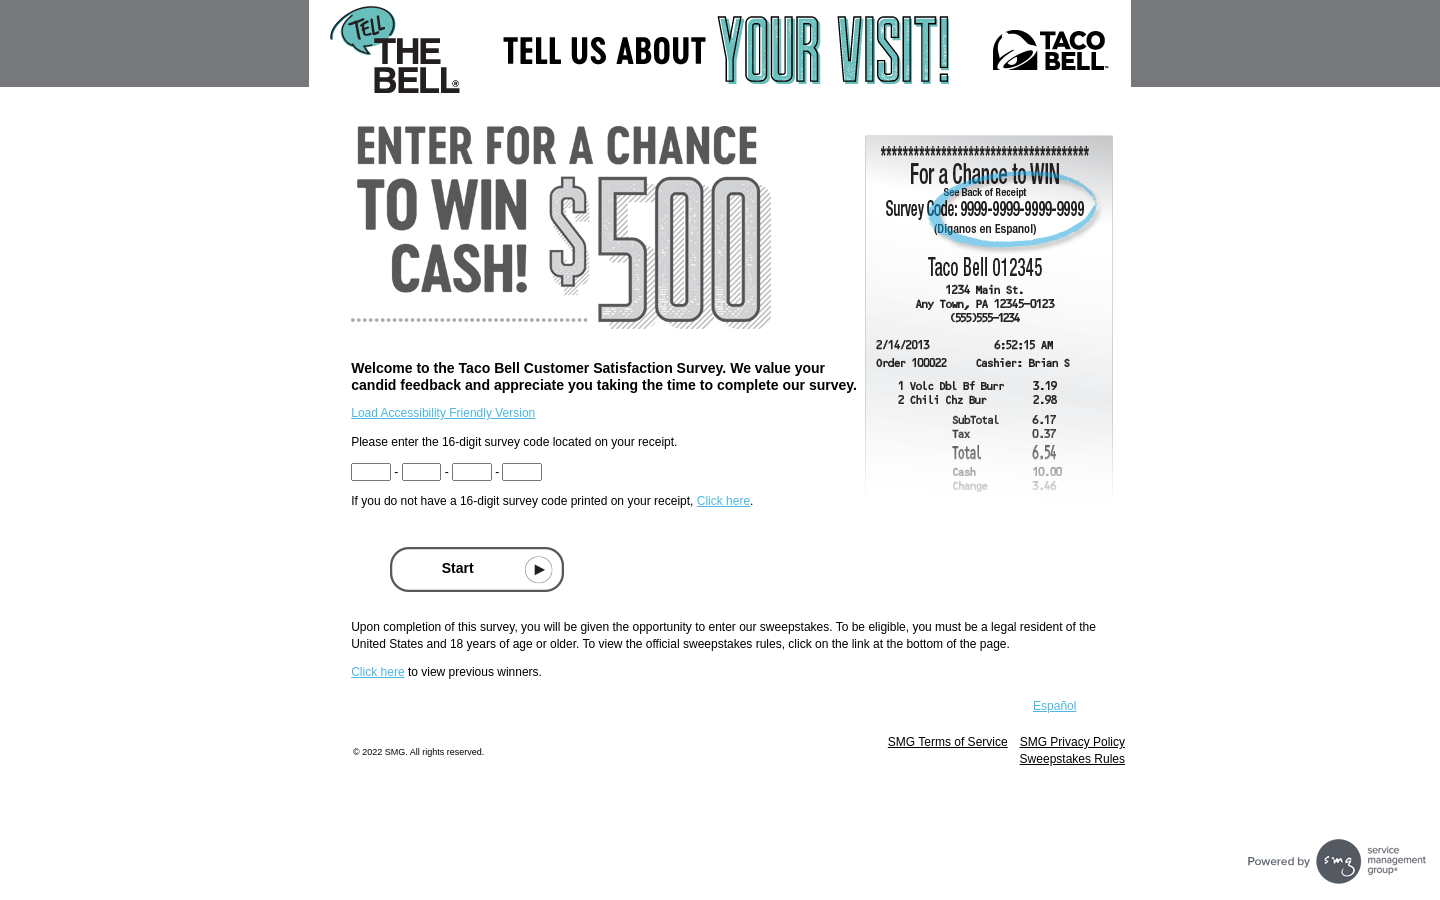 TELL
THE
BELL®
TELL US ABOUT YOUR VISIT!
TACO
BELL™
ENTER FOR A CHANCE
TO WIN $500
CASH!
****************************************
For a Chance to WIN
See Back of Receipt
Survey Code: 9999-9999-9999-9999
(Diganos en Espanol)
Taco Bell 012345
1234 Main St.
Any Town, PA 12345-0123
(555)555-1234
2/14/2013 6:52:15 AM
Order 100022 Cashier: Brian S
1 Volc Dbl Bf Burr 3.19
2 Chili Chz Bur 2.98
SubTotal 6.17
Tax 0.37
Total 6.54
Cash 10.00
Change 3.46
Welcome to the Taco Bell Customer Satisfaction Survey. We value your
candid feedback and appreciate you taking the time to complete our survey.
Load Accessibility Friendly Version
Please enter the 16-digit survey code located on your receipt.
- - -
If you do not have a 16-digit survey code printed on your receipt, Click here.
Start
Upon completion of this survey, you will be given the opportunity to enter our sweepstakes. To be eligible, you must be a legal resident of the
United States and 18 years of age or older. To view the official sweepstakes rules, click on the link at the bottom of the page.
Click here to view previous winners.
Español
© 2022 SMG. All rights reserved.
SMG Terms of Service SMG Privacy Policy
Sweepstakes Rules
Powered by smg service
management
group®